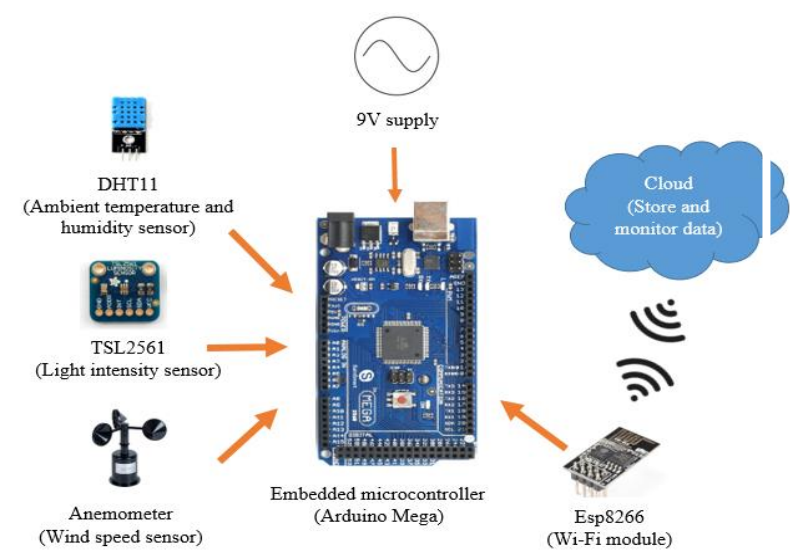 9V supply
DHT11
(Ambient temperature and
humidity sensor)
Cloud
(Store and
monitor data)
TSL2561
(Light intensity sensor)
MEGA
Anemometer
(Wind speed sensor)
Embedded microcontroller
(Arduino Mega)
Esp8266
(Wi-Fi module)